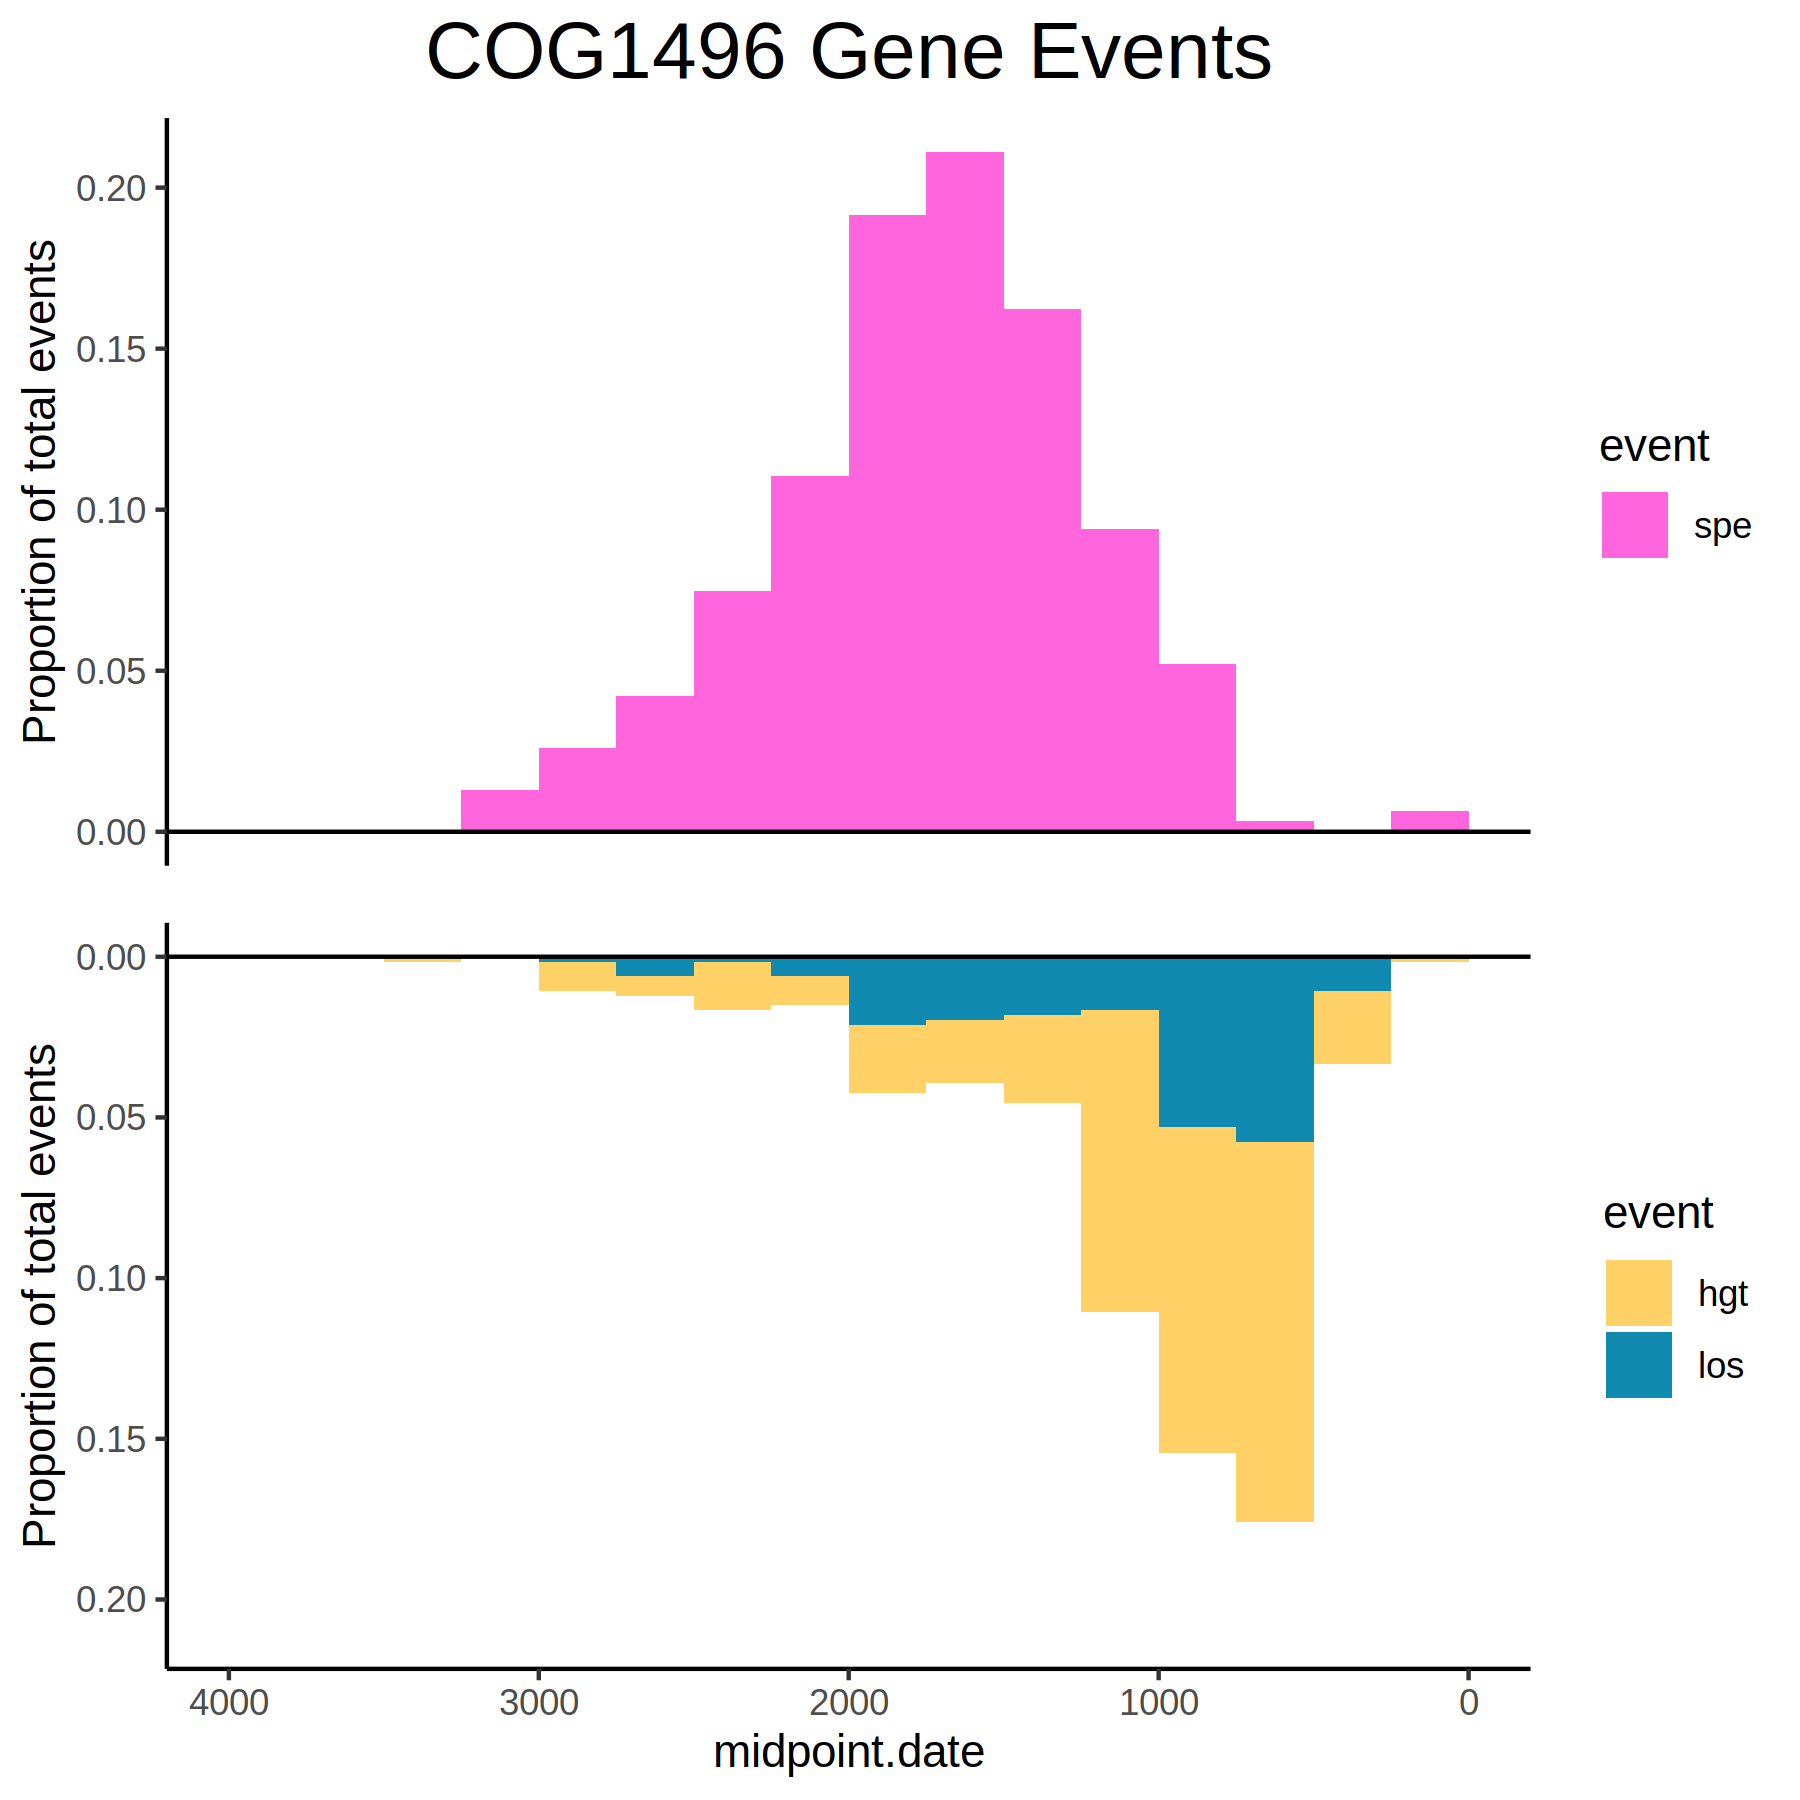 COG1496 Gene Events
Proportion of total events
0.20
0.15
0.10
0.05
0.00
event
spe
Proportion of total events
0.00
0.05
0.10
0.15
0.20
event
hgt
los
4000 3000 2000 1000 0
midpoint.date